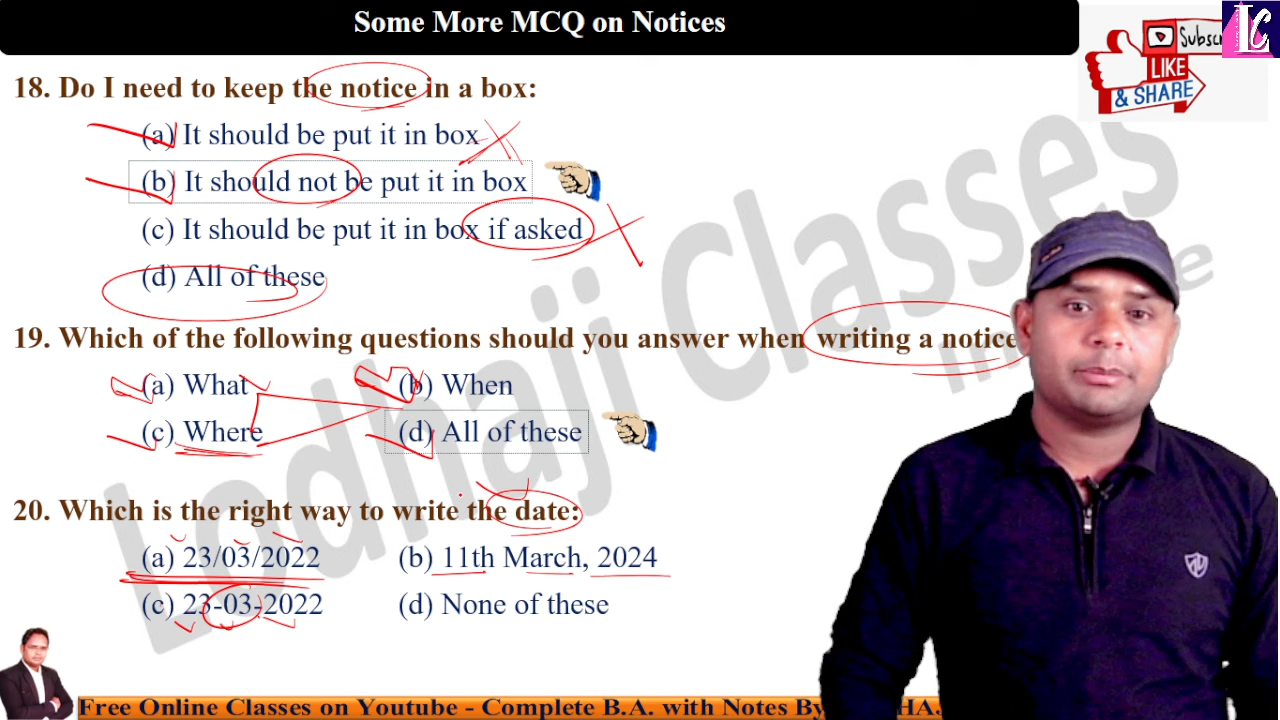 Some More MCQ on Notices
Subscr
LIKE
& SHARE
LC
18. Do I need to keep the notice in a box:
(a) It should be put it in box
(b) It should not be put it in box
(c) It should be put it in box if asked
(d) All of these
19. Which of the following questions should you answer when writing a notice
(a) What (b) When
(c) Where (d) All of these
20. Which is the right way to write the date:
(a) 23/03/2022 (b) 11th March, 2024
(c) 23-03-2022 (d) None of these
Lodhaji Classes
Free Online Classes on Youtube - Complete B.A. with Notes By